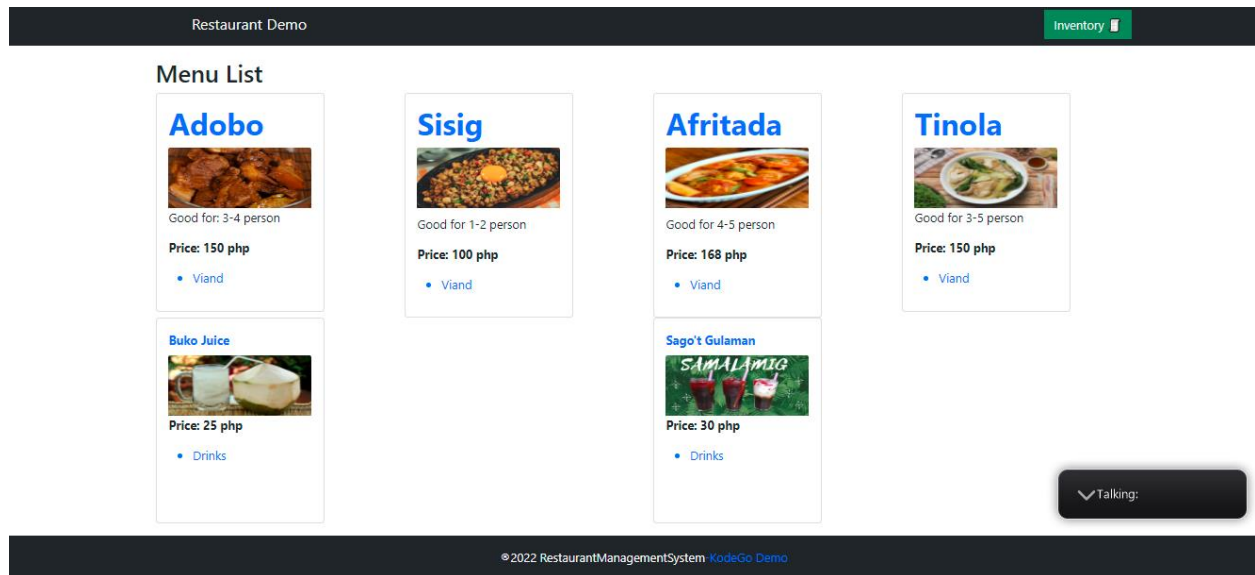 Restaurant Demo
Inventory
Menu List
Adobo
Good for: 3-4 person
Price: 150 php
Viand
Sisig
Good for 1-2 person
Price: 100 php
Viand
Afritada
Good for 4-5 person
Price: 168 php
Viand
Tinola
Good for 3-5 person
Price: 150 php
Viand
Buko Juice
Price: 25 php
Drinks
Sago't Gulaman
SAMALAMIG
Price: 30 php
Drinks
Talking:
©2022 RestaurantManagementSystem-KodeGo Demo